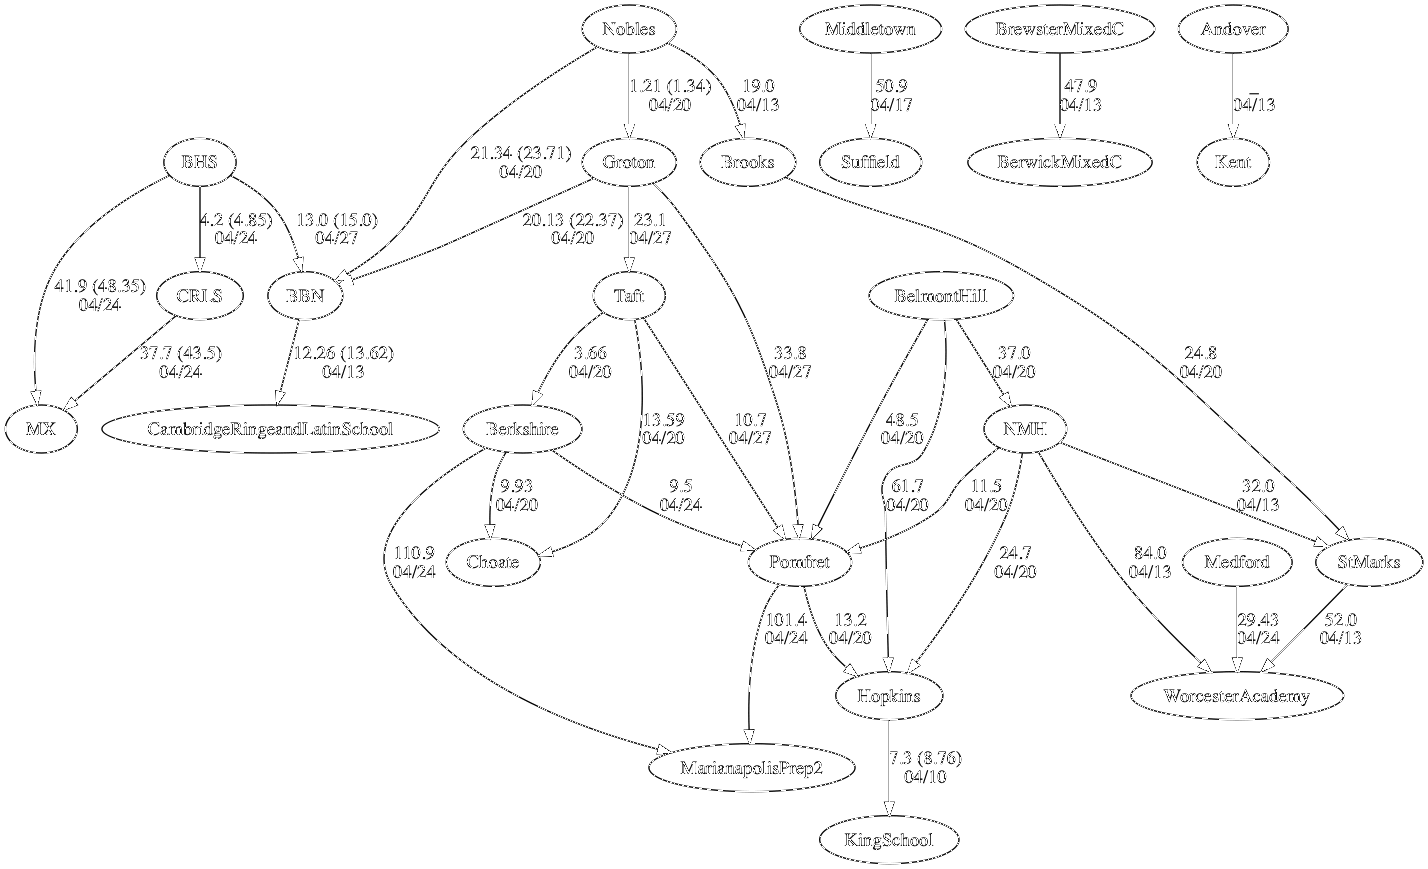 Nobles
Middletown
BrewsterMixedC
Andover
1.21 (1.34)
04/20
19.0
04/13
50.9
04/17
47.9
04/13
_
04/13
21.34 (23.71)
04/20
BHS
Groton
Brooks
Suffield
BerwickMixedC
Kent
4.2 (4.85)
04/24
13.0 (15.0)
04/27
20.13 (22.37)
04/20
23.1
04/27
41.9 (48.35)
04/24
CRLS
BBN
Taft
BelmontHill
37.7 (43.5)
04/24
12.26 (13.62)
04/13
3.66
04/20
33.8
04/27
37.0
04/20
24.8
04/20
MX
CambridgeRingeandLatinSchool
Berkshire
13.59
04/20
10.7
04/27
48.5
04/20
NMH
9.93
04/20
9.5
04/24
61.7
04/20
11.5
04/20
32.0
04/13
110.9
04/24
Choate
Pomfret
24.7
04/20
84.0
04/13
Medford
StMarks
101.4
04/24
13.2
04/20
29.43
04/24
52.0
04/13
Hopkins
WorcesterAcademy
MarianapolisPrep2
7.3 (8.76)
04/10
KingSchool